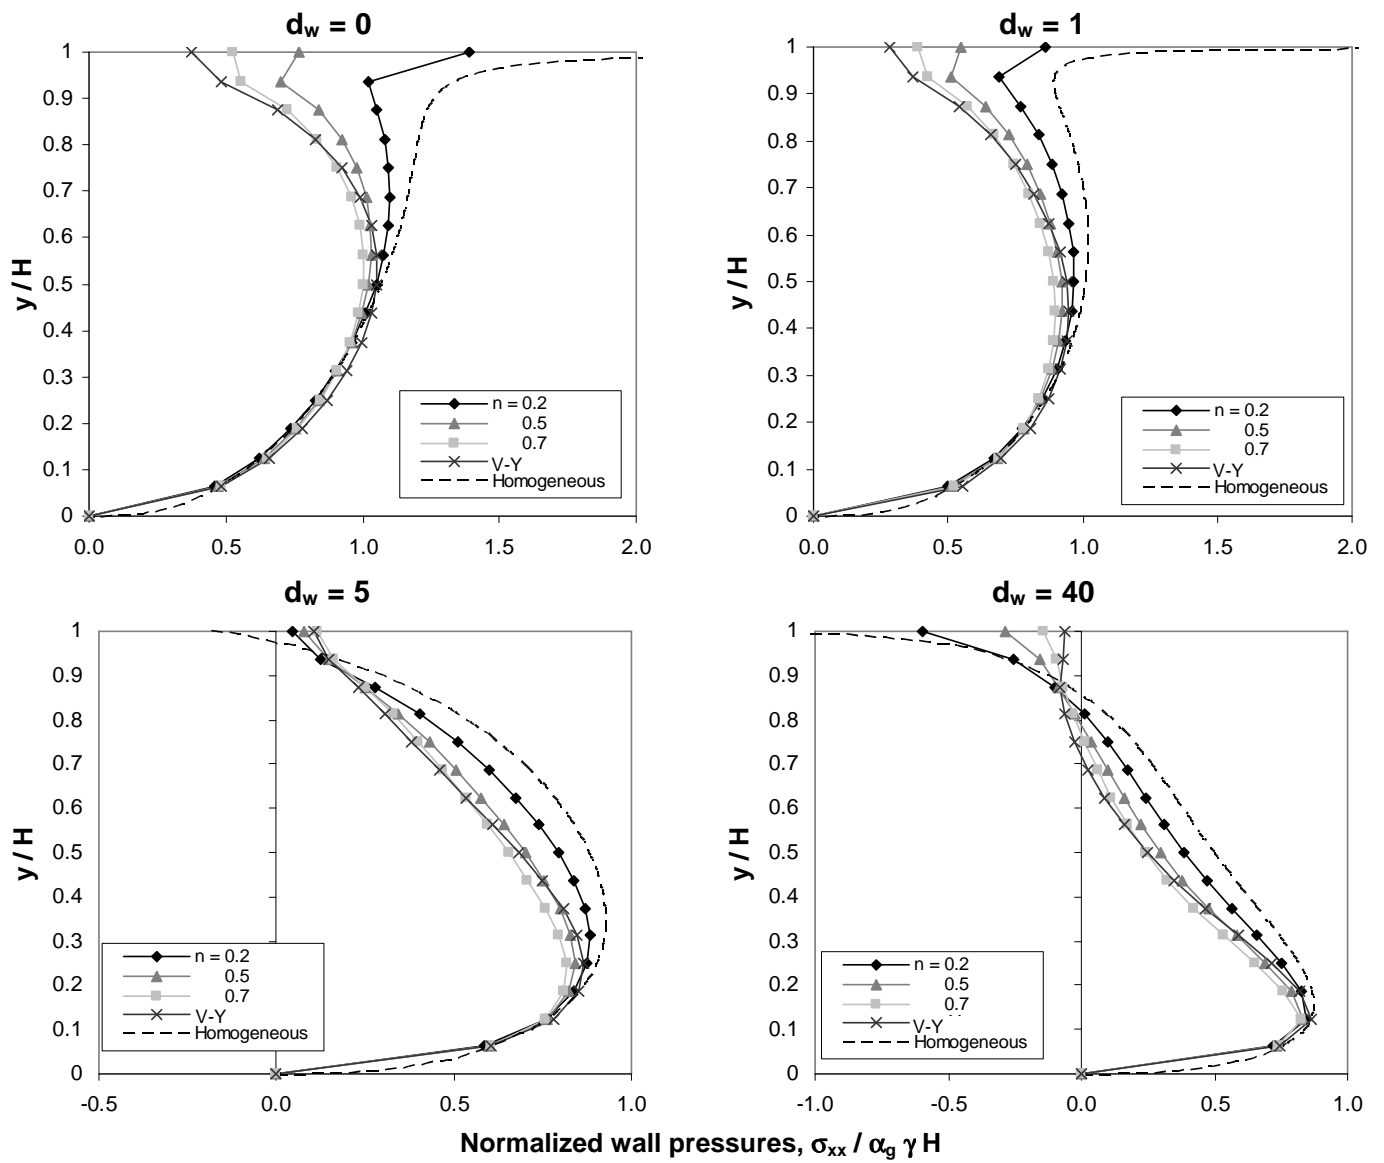 d_w = 0
1
0.9
0.8
0.7
0.6
0.5
0.4
0.3
0.2
0.1
0
y / H
n = 0.2
0.5
0.7
V-Y
Homogeneous
0.0 0.5 1.0 1.5 2.0
d_w = 1
1
0.9
0.8
0.7
0.6
0.5
0.4
0.3
0.2
0.1
0
y / H
n = 0.2
0.5
0.7
V-Y
Homogeneous
0.0 0.5 1.0 1.5 2.0
d_w = 5
1
0.9
0.8
0.7
0.6
0.5
0.4
0.3
0.2
0.1
0
y / H
n = 0.2
0.5
0.7
V-Y
Homogeneous
-0.5 0.0 0.5 1.0
d_w = 40
1
0.9
0.8
0.7
0.6
0.5
0.4
0.3
0.2
0.1
0
y / H
n = 0.2
0.5
0.7
V-Y
Homogeneous
-1.0 -0.5 0.0 0.5 1.0
Normalized wall pressures, σ_xx / α_g γ H